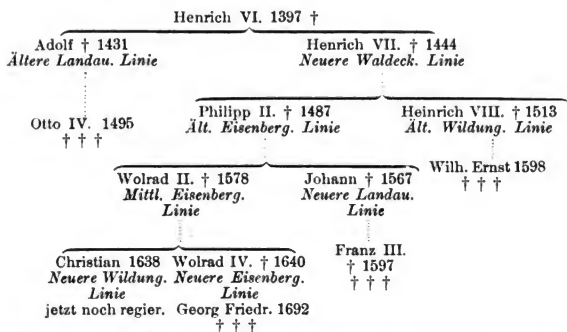 Henrich VI. 1397 †
Adolf † 1431 Henrich VII. † 1444
Ältere Landau. Linie Neuere Waldeck. Linie
Philipp II. † 1487 Heinrich VIII. † 1513
Otto IV. 1495 Ält. Eisenberg. Linie Ält. Wildung. Linie
† † †
Wolrad II. † 1578 Johann † 1567 Wilh. Ernst 1598
Mittl. Eisenberg. Neuere Landau. † † †
Linie Linie
Christian 1638 Wolrad IV. † 1640 Franz III.
Neuere Wildung. Neuere Eisenberg. † 1597
Linie Linie † † †
jetzt noch regier. Georg Friedr. 1692
† † †